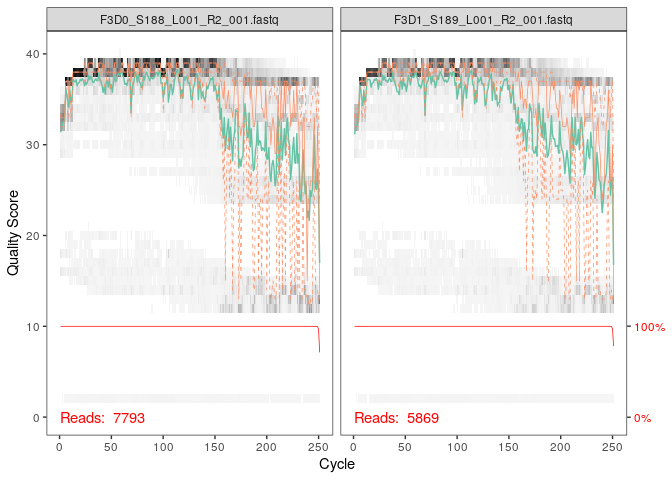 F3D0_S188_L001_R2_001.fastq
F3D1_S189_L001_R2_001.fastq
40
30
20
10
0
Quality Score
100%
0%
Reads: 7793
Reads: 5869
0 50 100 150 200 250
0 50 100 150 200 250
Cycle